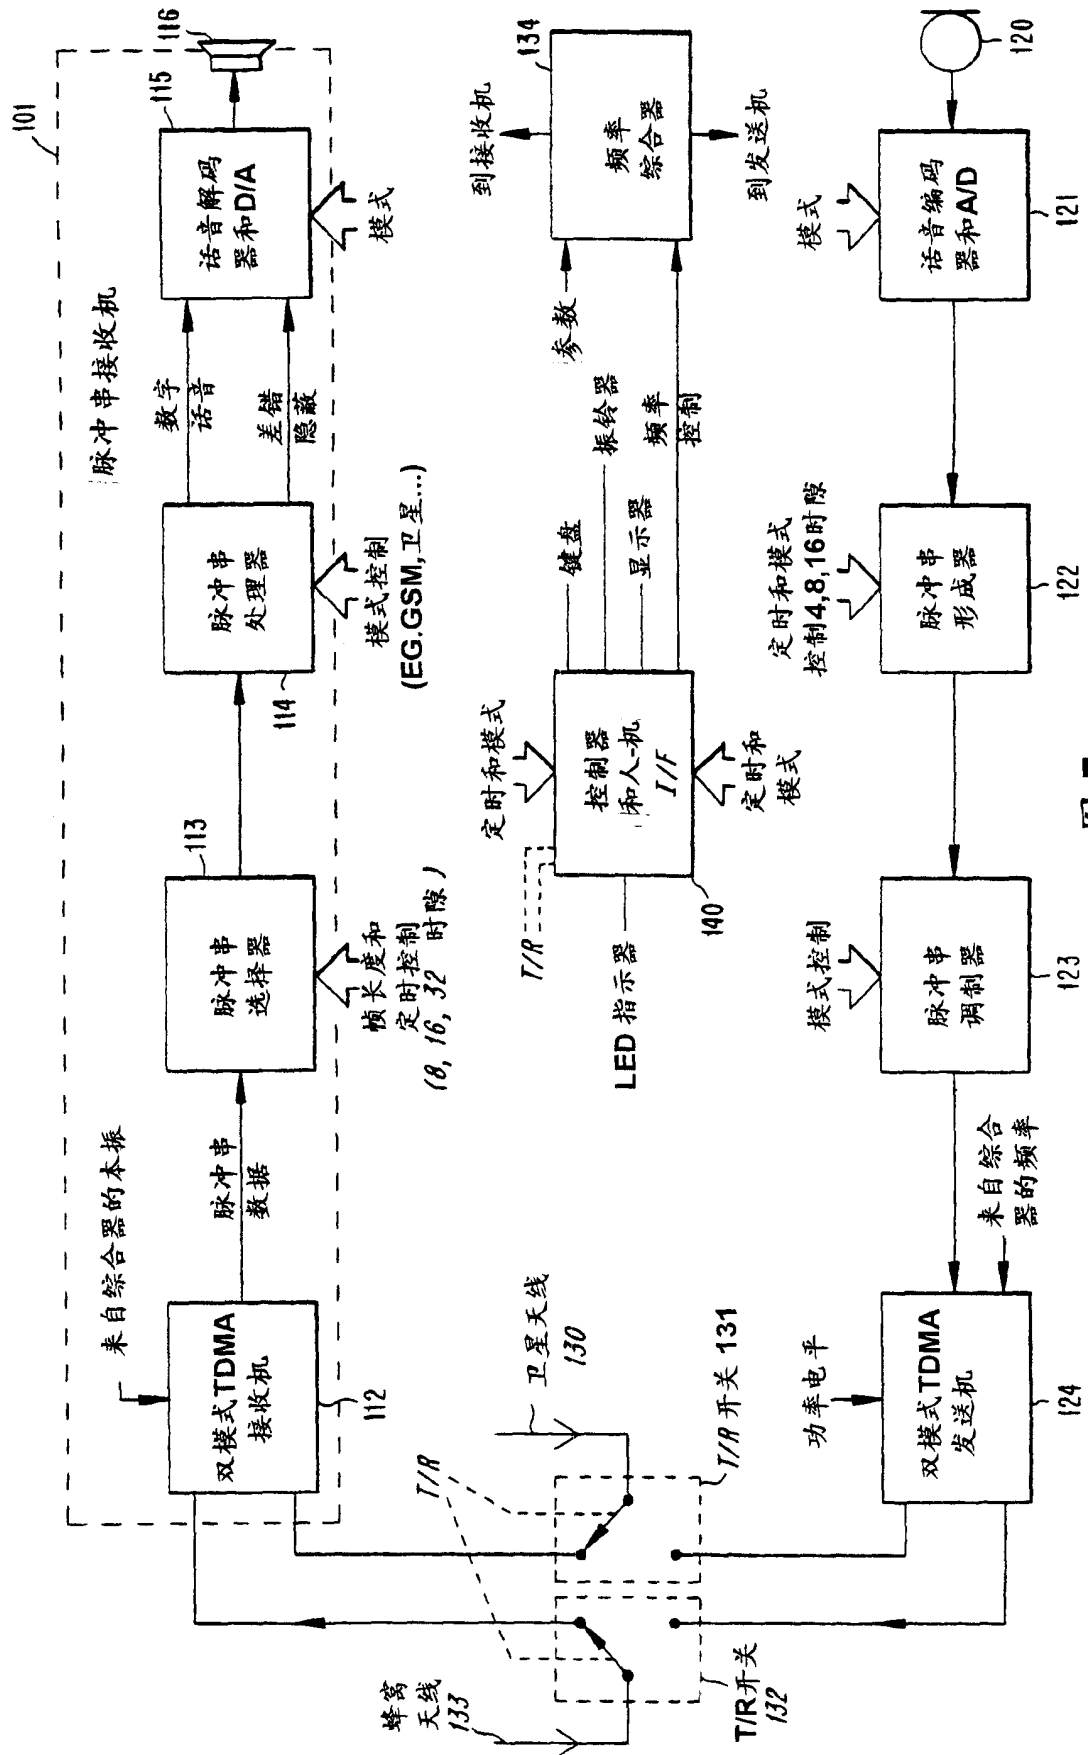 101
脉冲串接收机
来自综合器的本振
双模式TDMA
接收机
112
脉冲串
数据
113
脉冲串
选择器
帧长度和
定时控制
(8, 16, 32 时隙)
脉冲串
处理器
114
模式控制
(EG.GSM,卫星...)
数字
话音
差错
隐蔽
115
话音解码
器和D/A
模式
116
蜂窝
天线
133
T/R
卫星天线
130
T/R开关 131
T/R开关
132
T/R
定时和模式
LED指示器
控制器
和人-机
I/F
140
定时和
模式
键盘
振铃器
显示器
频率
控制
参数
到接收机
134
频率
综合器
到发送机
功率电平
双模式TDMA
发送机
124
来自综合
器的频率
模式控制
脉冲串
调制器
123
定时和模式
控制4,8,16时隙
脉冲串
形成器
122
模式
话音编码
器和A/D
121
120